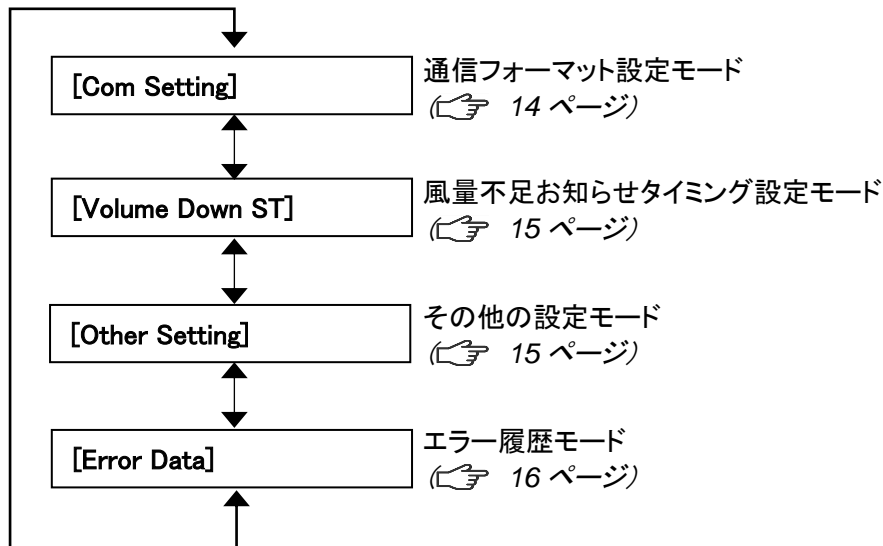 [Com Setting]
通信フォーマット設定モード
(☞ 14 ページ)
[Volume Down ST]
風量不足お知らせタイミング設定モード
(☞ 15 ページ)
[Other Setting]
その他の設定モード
(☞ 15 ページ)
[Error Data]
エラー履歴モード
(☞ 16 ページ)